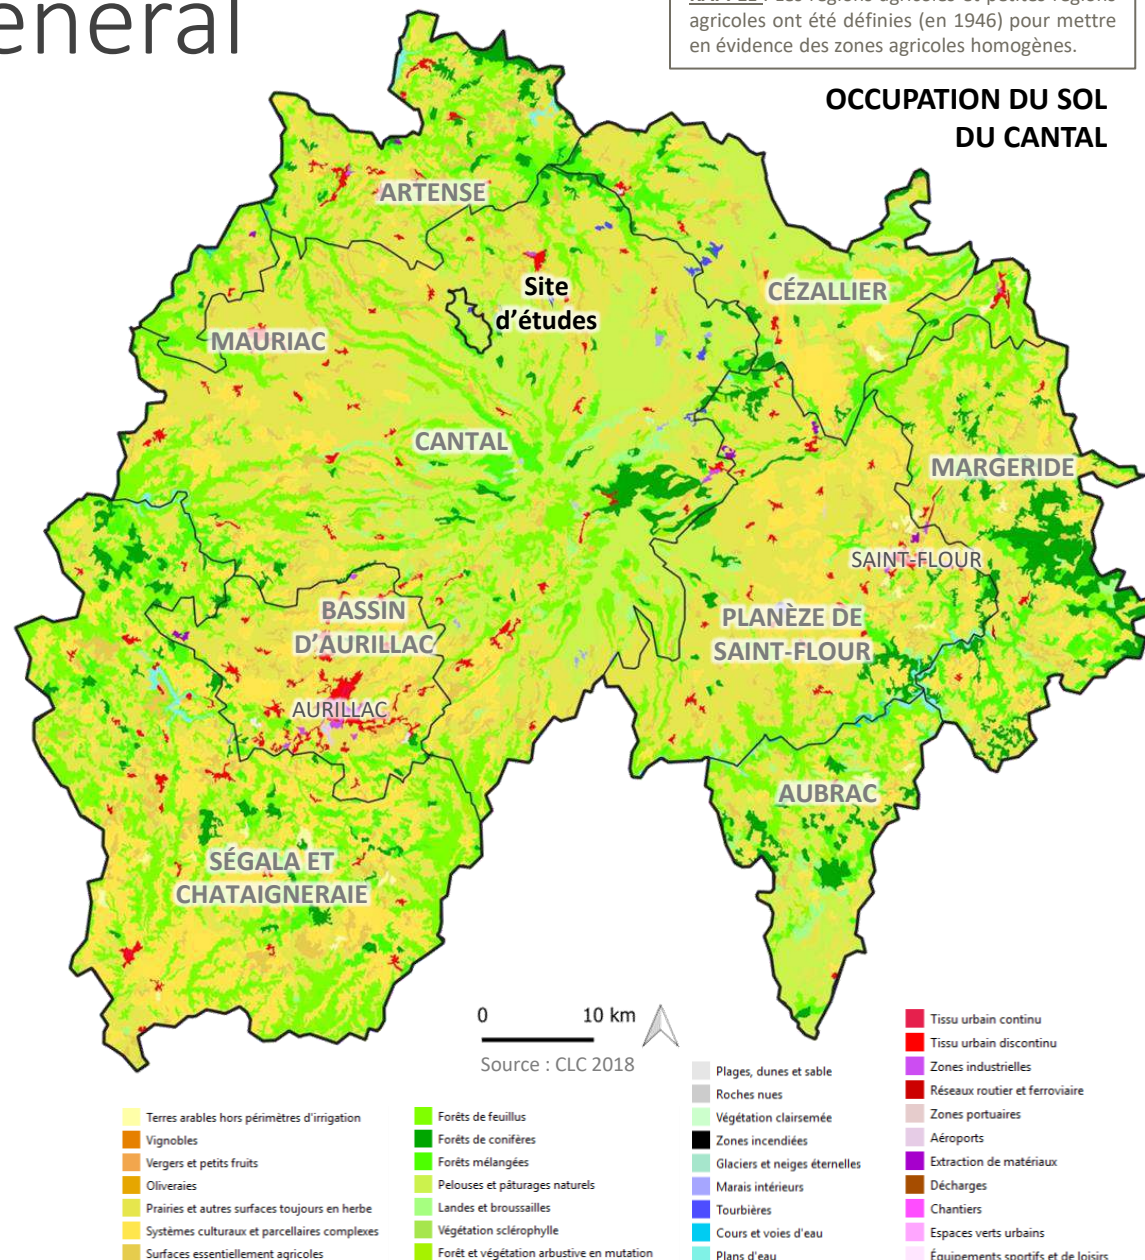 énéral
Les régions agricoles et petites régions
agricoles ont été définies (en 1946) pour mettre
en évidence des zones agricoles homogènes.
OCCUPATION DU SOL
DU CANTAL
ARTENSE
Site
d'études
CÉZALLIER
MAURIAC
CANTAL
MARGERIDE
SAINT-FLOUR
BASSIN
D'AURILLAC
PLANÈZE DE
SAINT-FLOUR
AURILLAC
AUBRAC
SÉGALA ET
CHATAIGNERAIE
0 10 km
Source : CLC 2018
Terres arables hors périmètres d'irrigation
Vignobles
Vergers et petits fruits
Oliveraies
Prairies et autres surfaces toujours en herbe
Systèmes culturaux et parcellaires complexes
Surfaces essentiellement agricoles
Forêts de feuillus
Forêts de conifères
Forêts mélangées
Pelouses et pâturages naturels
Landes et broussailles
Végétation sclérophylle
Forêt et végétation arbustive en mutation
Plages, dunes et sable
Roches nues
Végétation clairsemée
Zones incendiées
Glaciers et neiges éternelles
Marais intérieurs
Tourbières
Cours et voies d'eau
Plans d'eau
Tissu urbain continu
Tissu urbain discontinu
Zones industrielles
Réseaux routier et ferroviaire
Zones portuaires
Aéroports
Extraction de matériaux
Décharges
Chantiers
Espaces verts urbains
Équipements sportifs et de loisirs